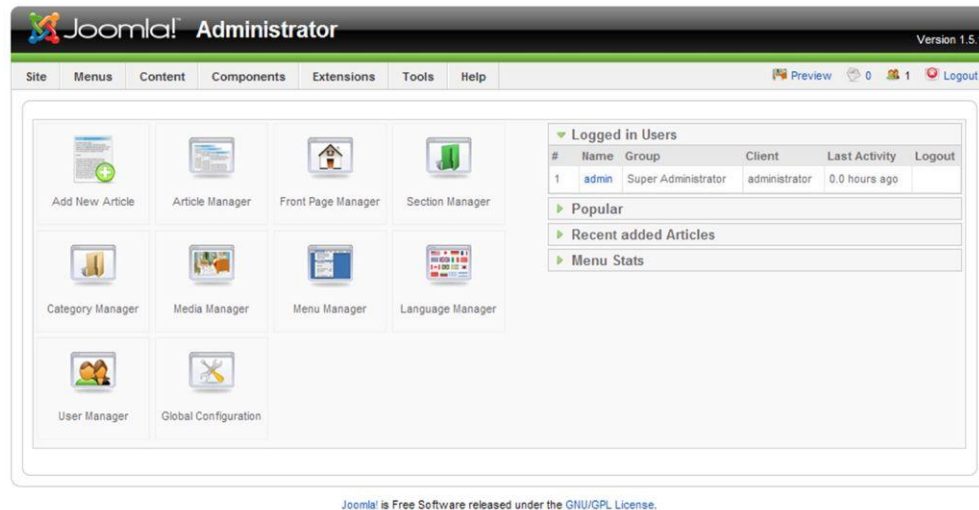 Joomla! Administrator
Version 1.5.
Site Menus Content Components Extensions Tools Help
Preview 0 1 Logout
Add New Article
Article Manager
Front Page Manager
Section Manager
Category Manager
Media Manager
Menu Manager
Language Manager
User Manager
Global Configuration
Logged in Users
# Name Group Client Last Activity Logout
1 admin Super Administrator administrator 0.0 hours ago
Popular
Recent added Articles
Menu Stats
Joomla! is Free Software released under the GNU/GPL License.